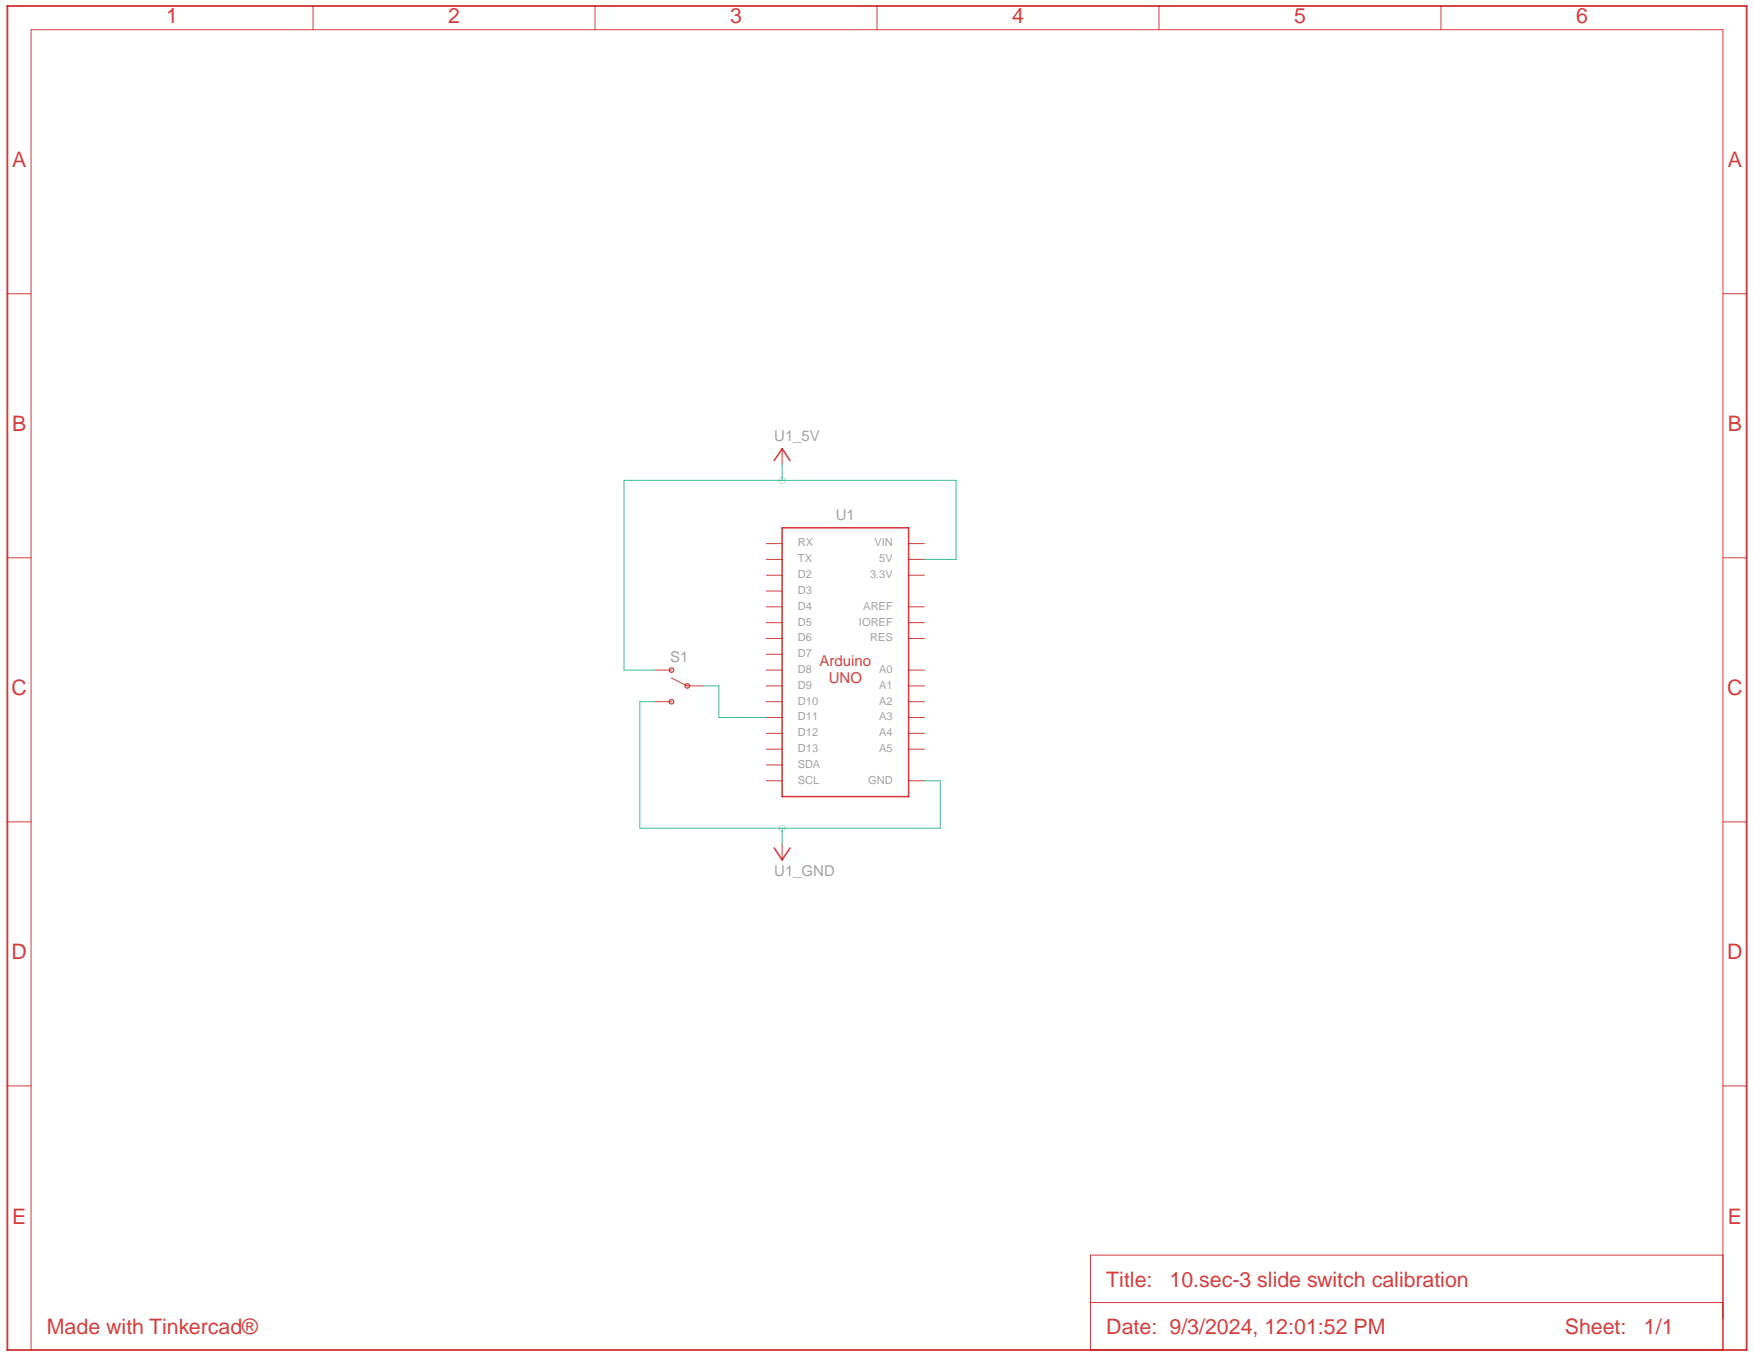 1 2 3 4 5 6
A A
B B
U1_5V
U1
RX VIN
TX 5V
D2 3.3V
D3
D4 AREF
D5 IOREF
D6 RES
D7
S1
Arduino
D8 A0
UNO
C C
D9 A1
D10 A2
D11 A3
D12 A4
D13 A5
SDA
SCL GND
U1_GND
D D
E E
Title: 10.sec-3 slide switch calibration
Made with Tinkercad®
Date: 9/3/2024, 12:01:52 PM Sheet: 1/1